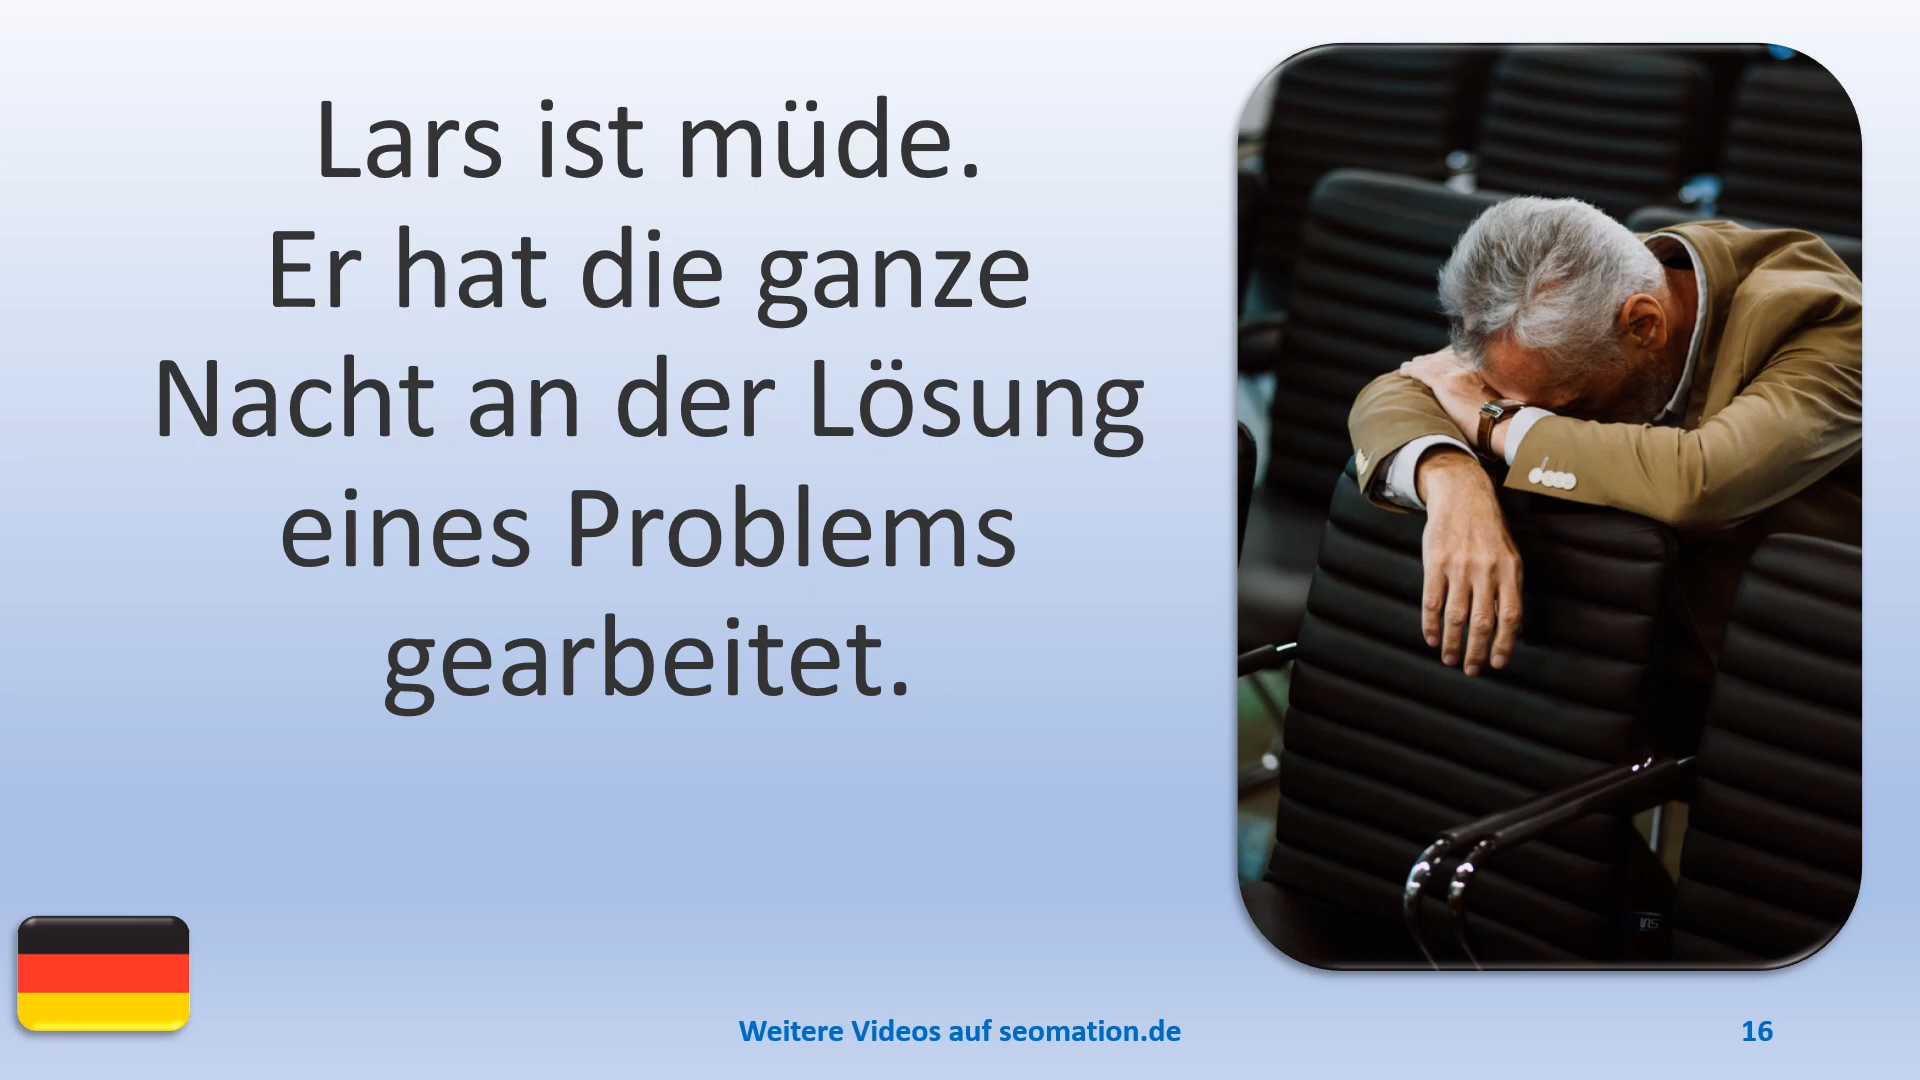 Lars ist müde.
Er hat die ganze
Nacht an der Lösung
eines Problems
gearbeitet.
Weitere Videos auf seomation.de
16